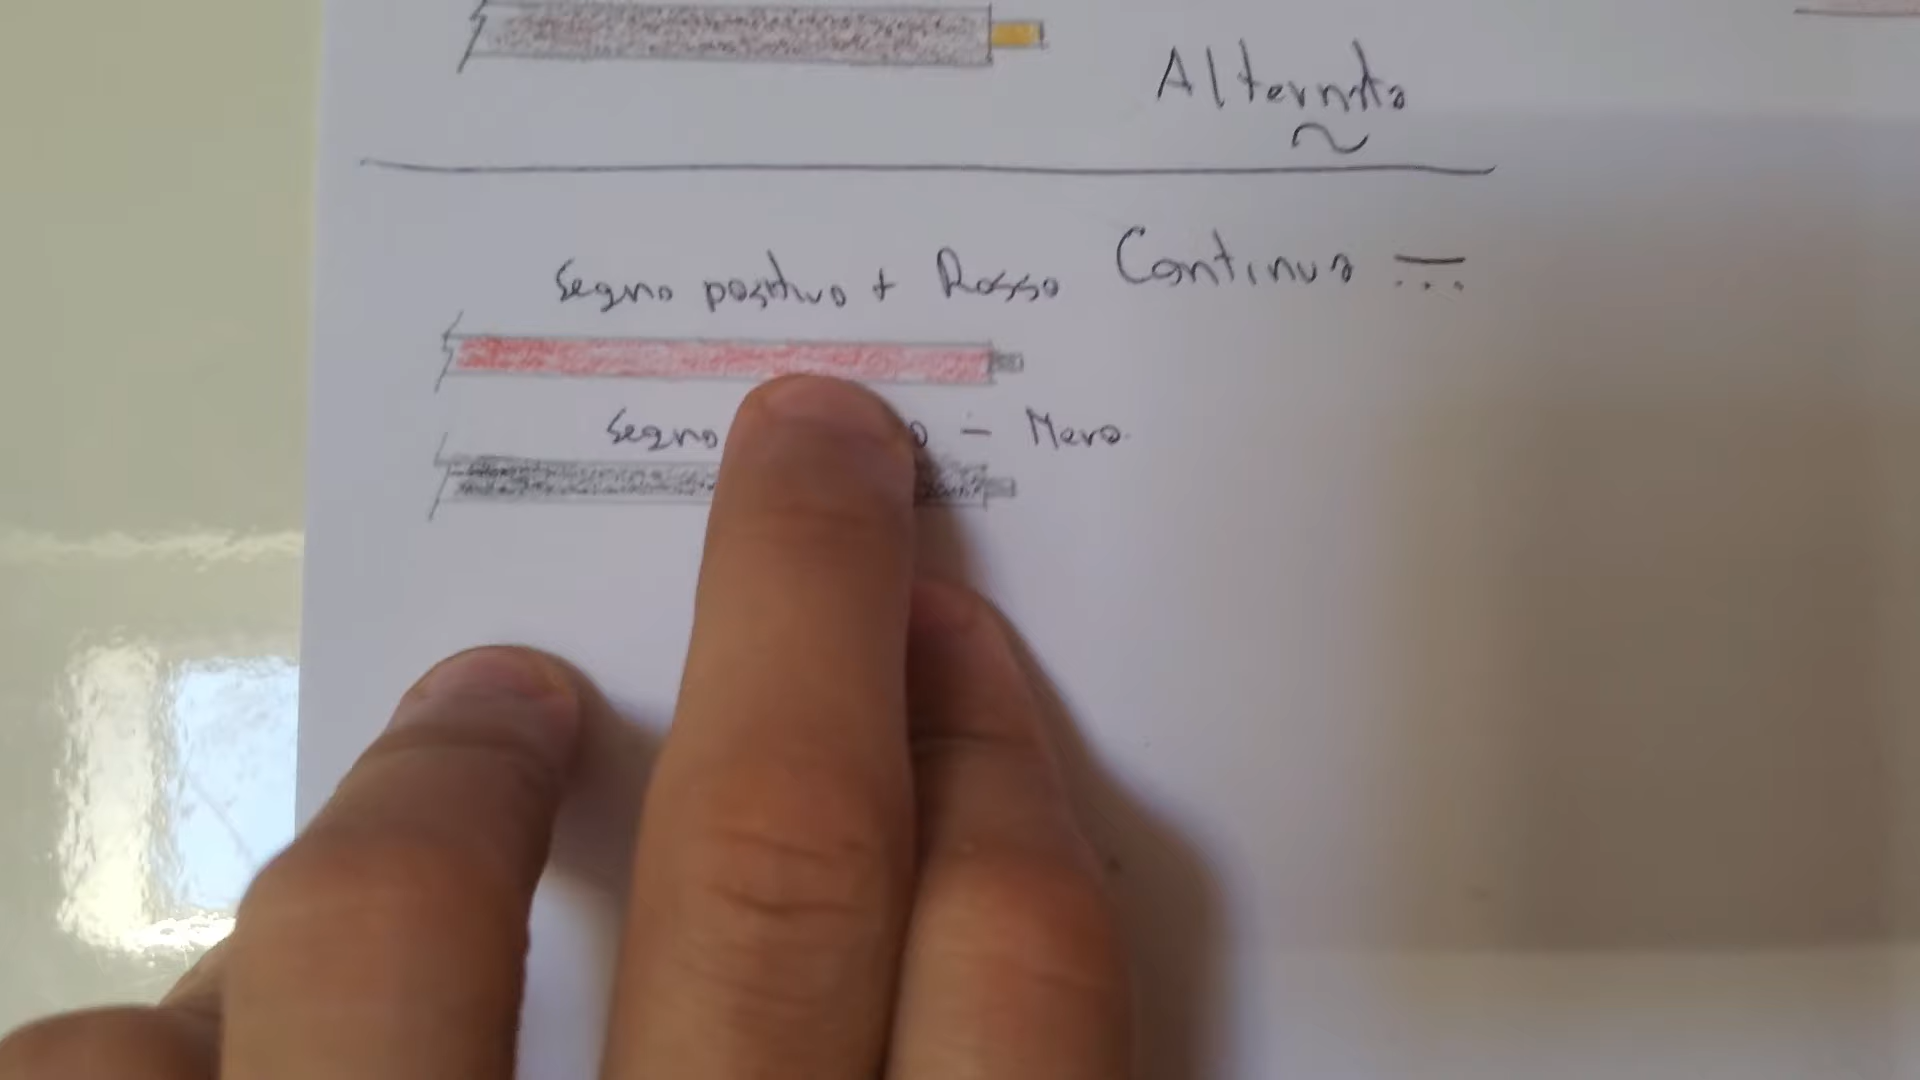 Alternata
~
Segno positivo + Rosso
Continua ⎓
Segno - Nero